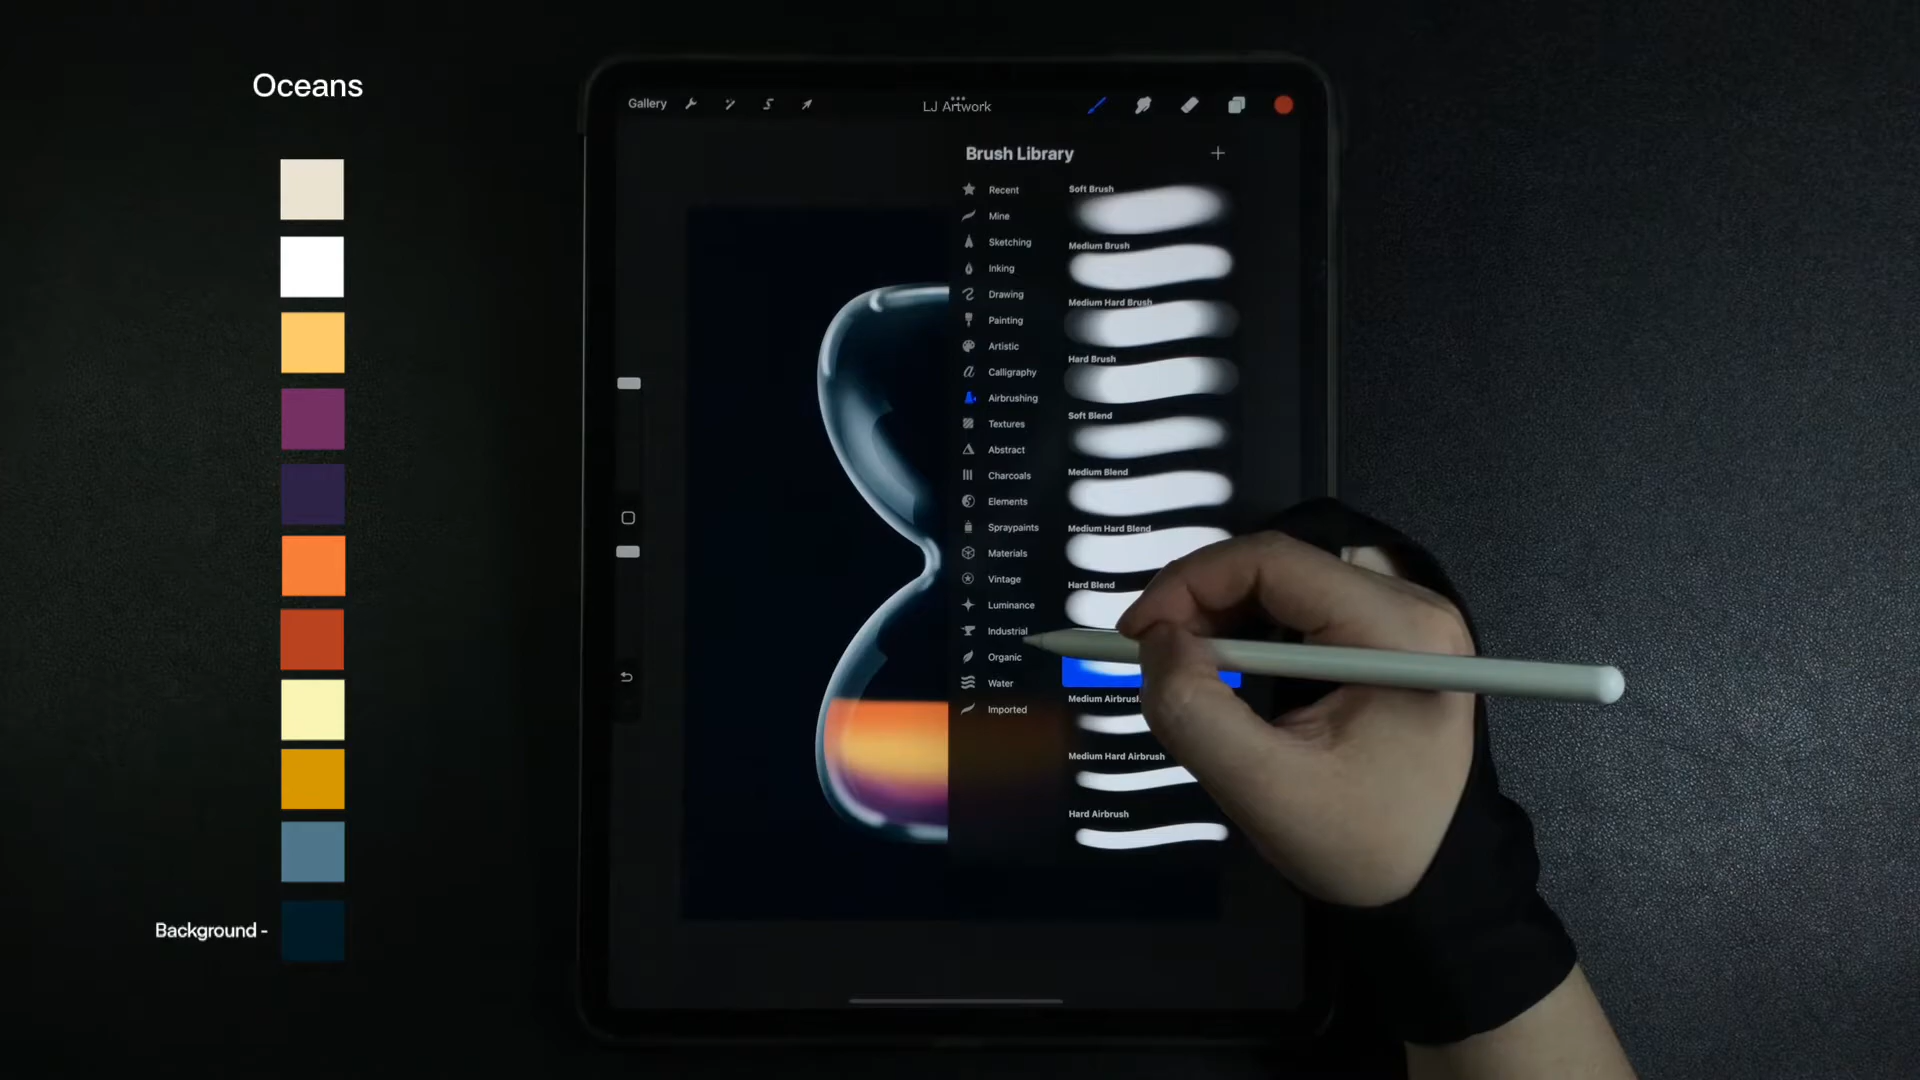 Oceans
Background -
Gallery
LJ Artwork
Brush Library
Recent
Mine
Sketching
Inking
Drawing
Painting
Artistic
Calligraphy
Airbrushing
Textures
Abstract
Charcoals
Elements
Spraypaints
Materials
Vintage
Luminance
Industrial
Organic
Water
Imported
Soft Brush
Medium Brush
Medium Hard Brush
Hard Brush
Soft Blend
Medium Blend
Medium Hard Blend
Hard Blend
Medium Airbrush
Medium Hard Airbrush
Hard Airbrush